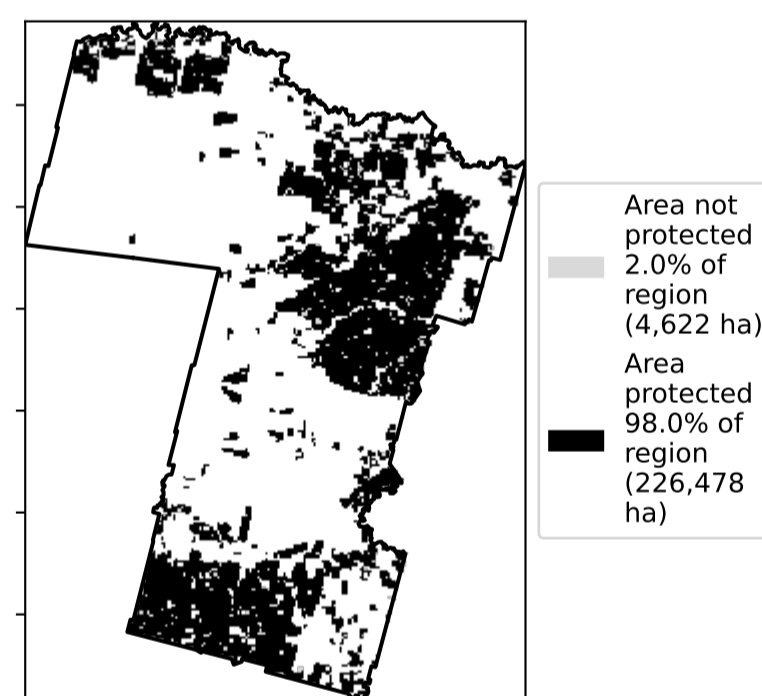 Area not
protected
2.0% of
region
(4,622 ha)
Area
protected
98.0% of
region
(226,478
ha)